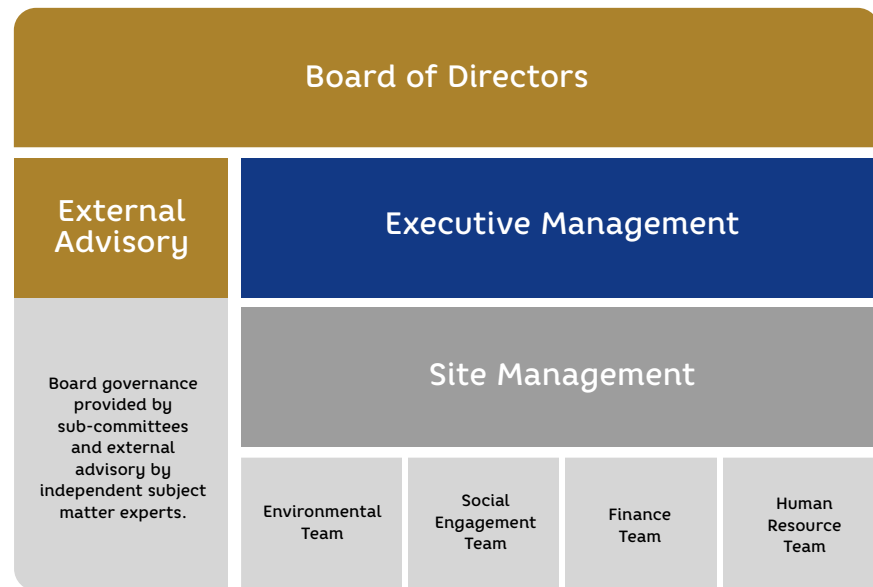 Board of Directors
External
Advisory
Executive Management
Board governance
provided by
sub-committees
and external
advisory by
independent subject
matter experts.
Site Management
Environmental
Team
Social
Engagement
Team
Finance
Team
Human
Resource
Team